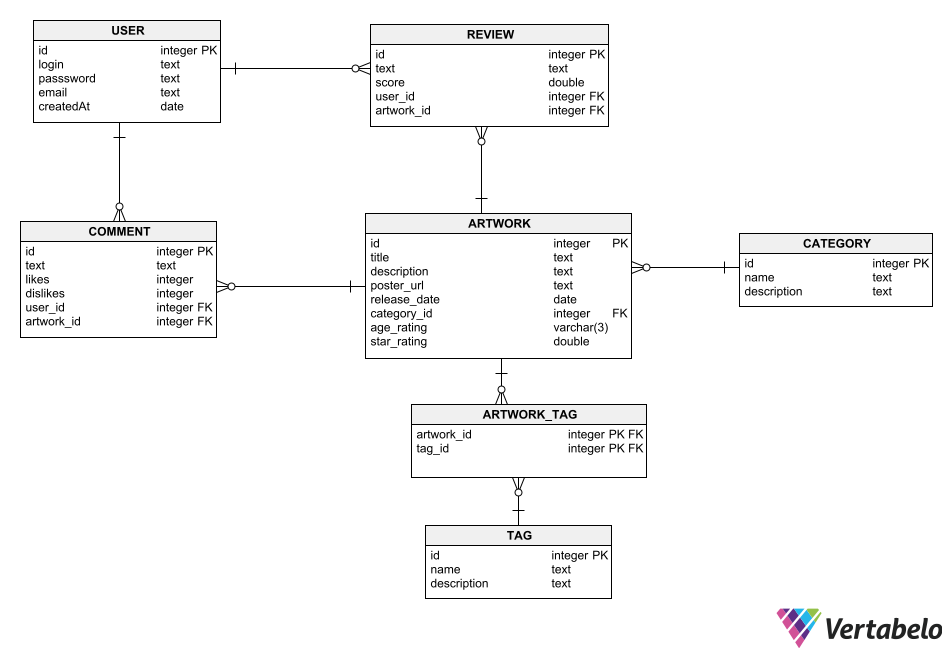 USER
id integer PK
login text
passsword text
email text
createdAt date
REVIEW
id integer PK
text text
score double
user_id integer FK
artwork_id integer FK
COMMENT
id integer PK
text text
likes integer
dislikes integer
user_id integer FK
artwork_id integer FK
ARTWORK
id integer PK
title text
description text
poster_url text
release_date date
category_id integer FK
age_rating varchar(3)
star_rating double
CATEGORY
id integer PK
name text
description text
ARTWORK_TAG
artwork_id integer PK FK
tag_id integer PK FK
TAG
id integer PK
name text
description text
Vertabelo